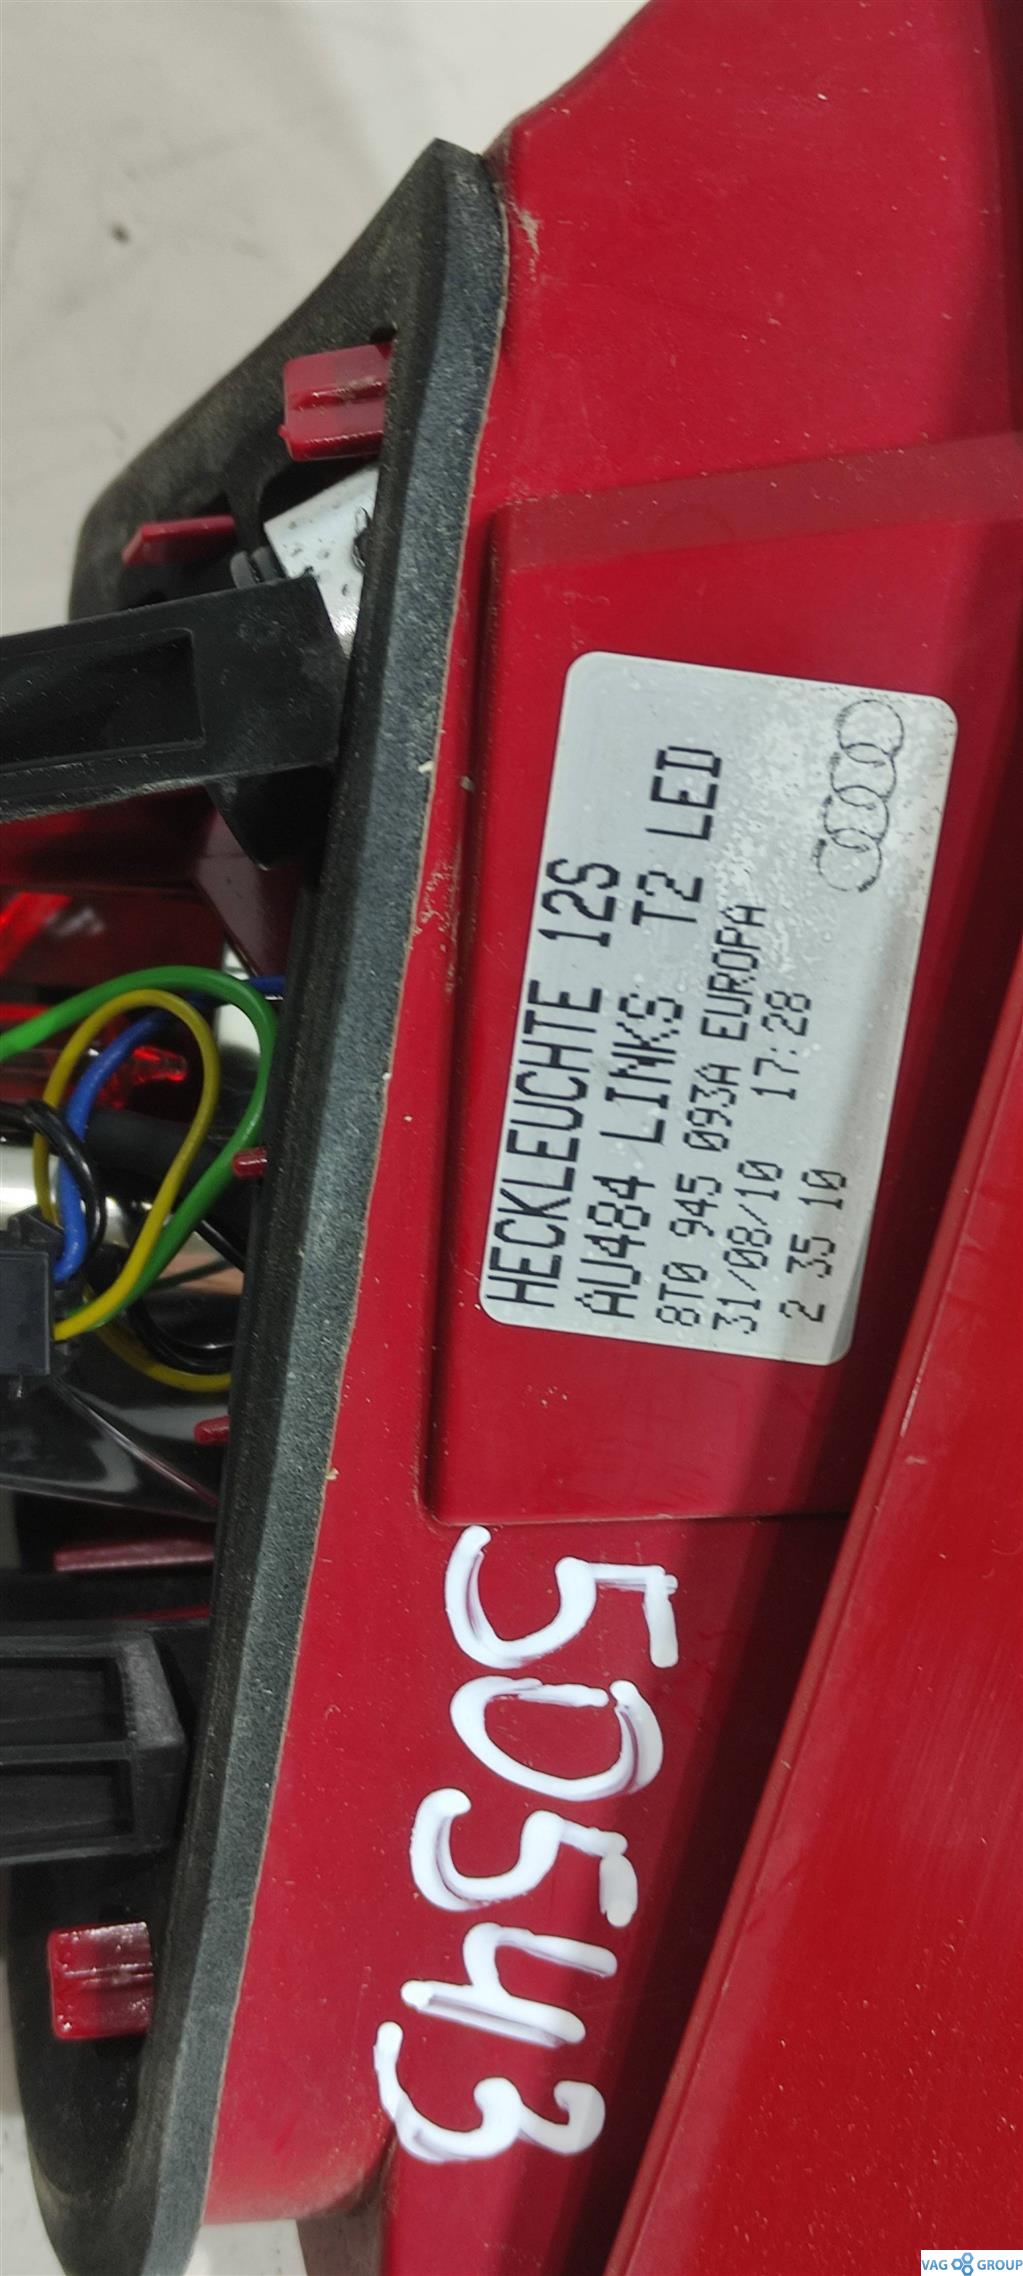 HECKLEUCHTE 12S
AU484 LINKS T2 LED
8T0 945 093A EUROPA
31/08/10 17:28
2 35 10
50543
VAG GROUP